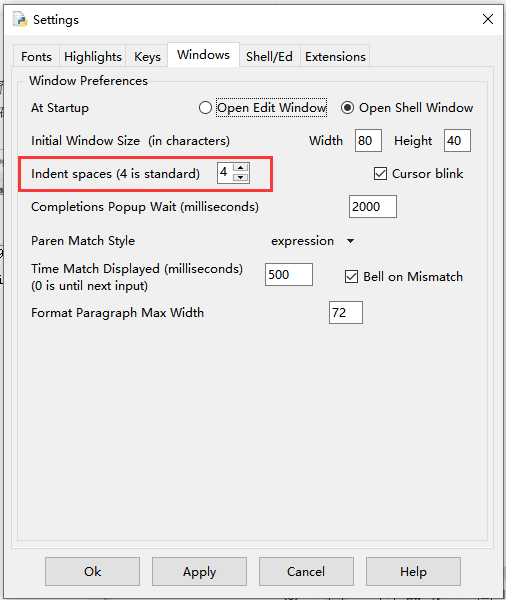 Settings
Fonts Highlights Keys Windows Shell/Ed Extensions
Window Preferences
At Startup Open Edit Window Open Shell Window
Initial Window Size (in characters) Width 80 Height 40
Indent spaces (4 is standard) 4 Cursor blink
Completions Popup Wait (milliseconds) 2000
Paren Match Style expression
Time Match Displayed (milliseconds)
(0 is until next input) 500 Bell on Mismatch
Format Paragraph Max Width 72
Ok Apply Cancel Help